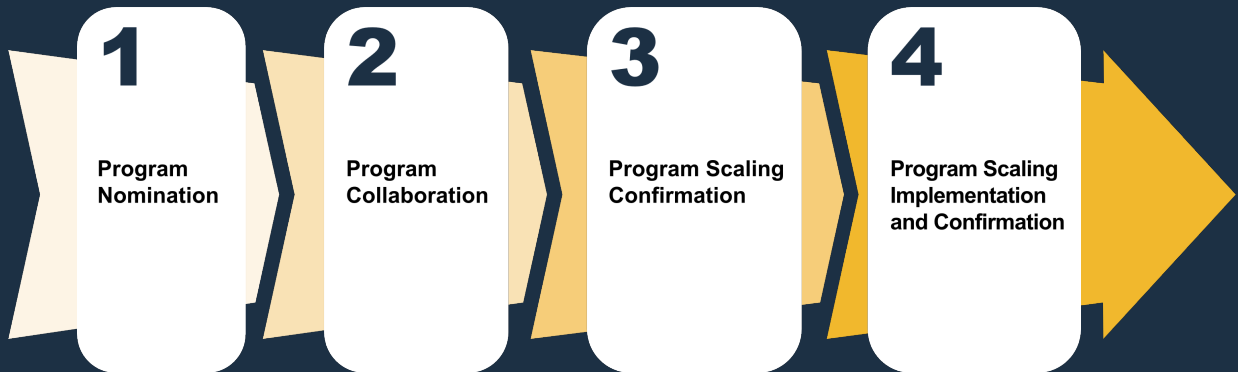 1
Program
Nomination
2
Program
Collaboration
3
Program Scaling
Confirmation
4
Program Scaling
Implementation
and Confirmation